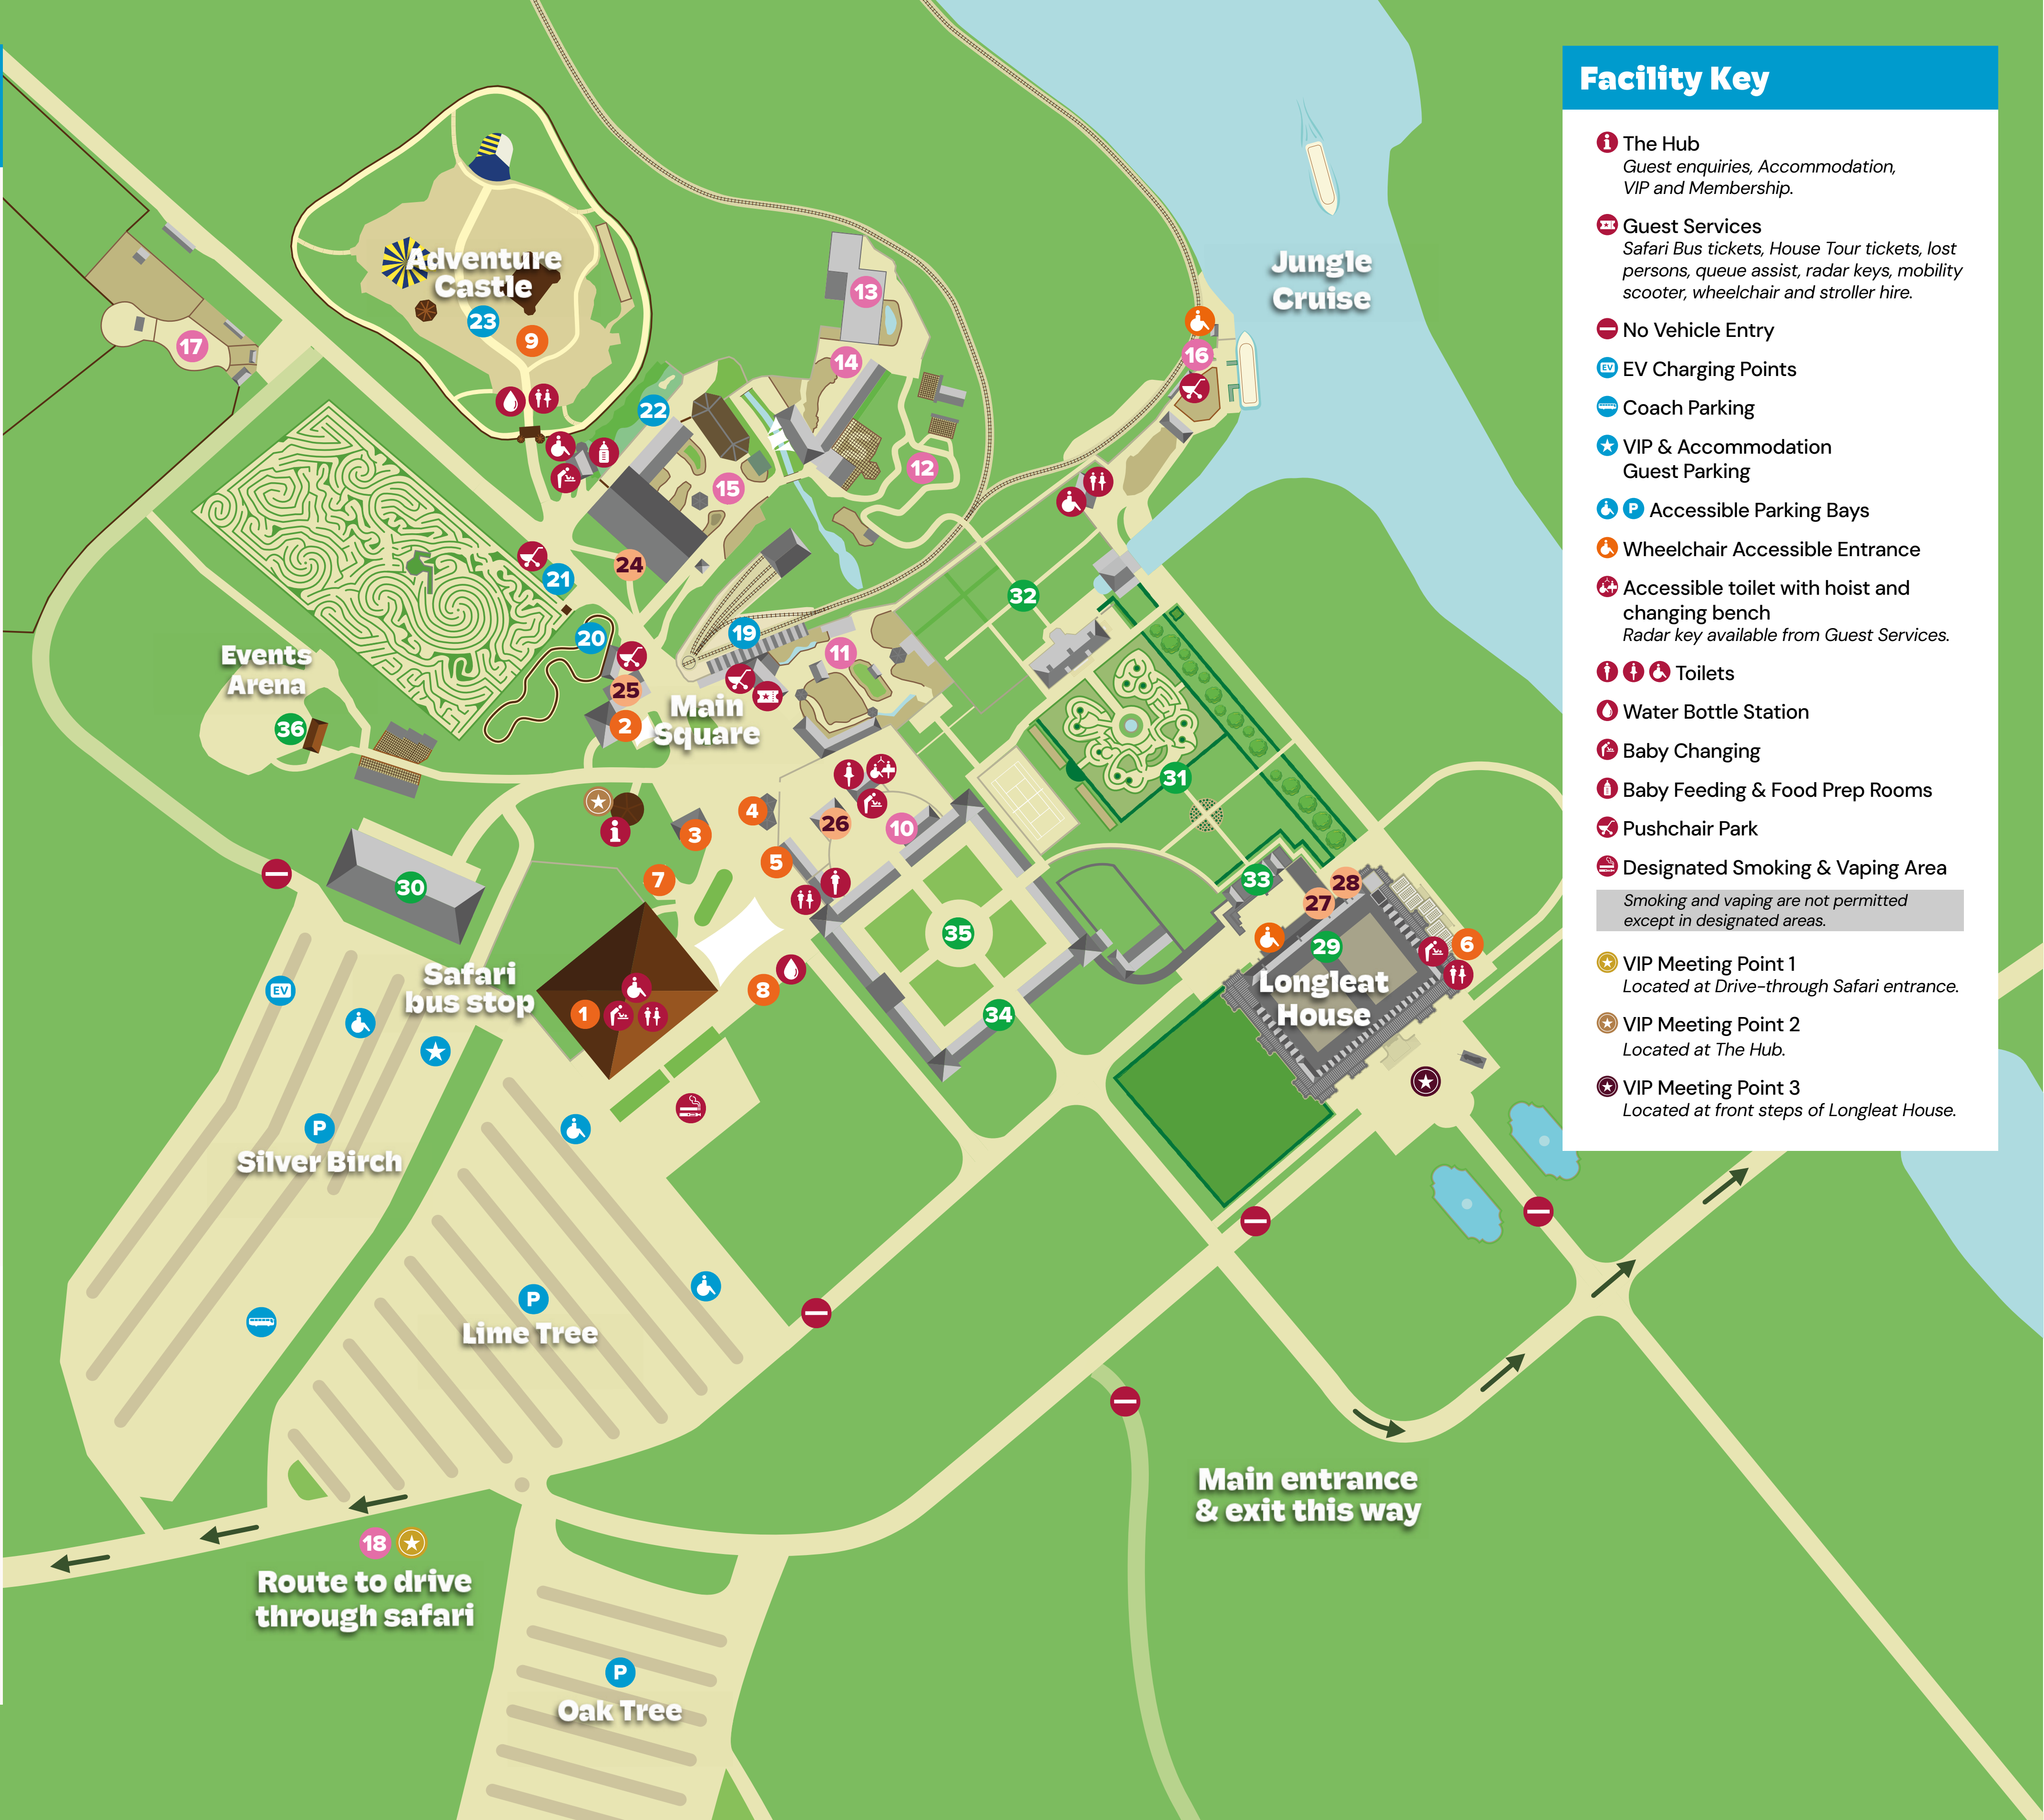 Adventure
Castle
13
Jungle
Cruise
23
9
17
14
16
22
12
15
24
21
32
20
19
11
Events
Arena
25
Main
Square
2
36
31
4
3
26
10
5
7
30
33
28
27
35
29
6
Safari
bus stop
EV
Longleat
House
8
1
34
P
Silver Birch
P
Lime Tree
Main entrance
& exit this way
18
Route to drive
through safari
P
Oak Tree
Facility Key
The Hub
Guest enquiries, Accommodation,
VIP and Membership.
Guest Services
Safari Bus tickets, House Tour tickets, lost
persons, queue assist, radar keys, mobility
scooter, wheelchair and stroller hire.
No Vehicle Entry
EV EV Charging Points
Coach Parking
VIP & Accommodation
Guest Parking
P Accessible Parking Bays
Wheelchair Accessible Entrance
Accessible toilet with hoist and
changing bench
Radar key available from Guest Services.
Toilets
Water Bottle Station
Baby Changing
Baby Feeding & Food Prep Rooms
Pushchair Park
Designated Smoking & Vaping Area
Smoking and vaping are not permitted
except in designated areas.
VIP Meeting Point 1
Located at Drive-through Safari entrance.
VIP Meeting Point 2
Located at The Hub.
VIP Meeting Point 3
Located at front steps of Longleat House.